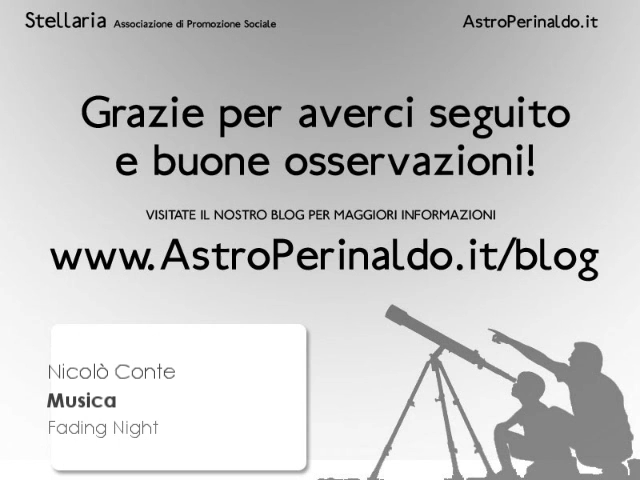 Stellaria Associazione di Promozione Sociale AstroPerinaldo.it
Grazie per averci seguito
e buone osservazioni!
VISITATE IL NOSTRO BLOG PER MAGGIORI INFORMAZIONI
www.AstroPerinaldo.it/blog
Nicolò Conte
Musica
Fading Night